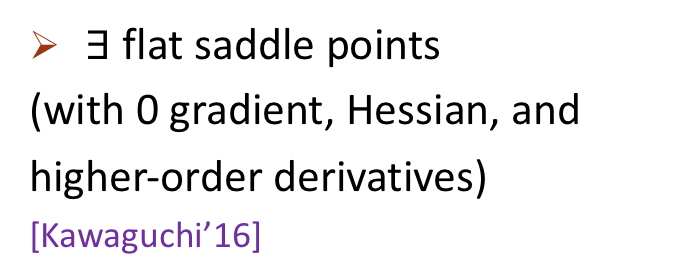 ➢ ∃ flat saddle points
(with 0 gradient, Hessian, and
higher-order derivatives)
[Kawaguchi’16]